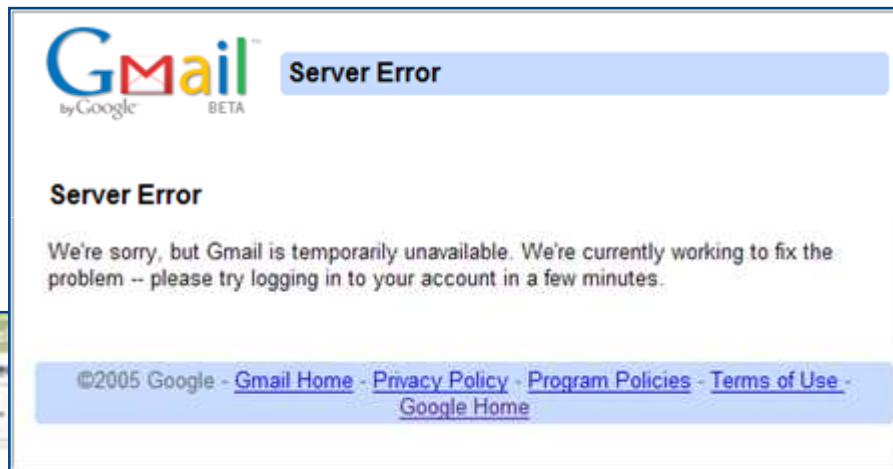 Gmail™
by Google BETA
Server Error
Server Error
We're sorry, but Gmail is temporarily unavailable. We're currently working to fix the
problem -- please try logging in to your account in a few minutes.
©2005 Google - Gmail Home - Privacy Policy - Program Policies - Terms of Use -
Google Home